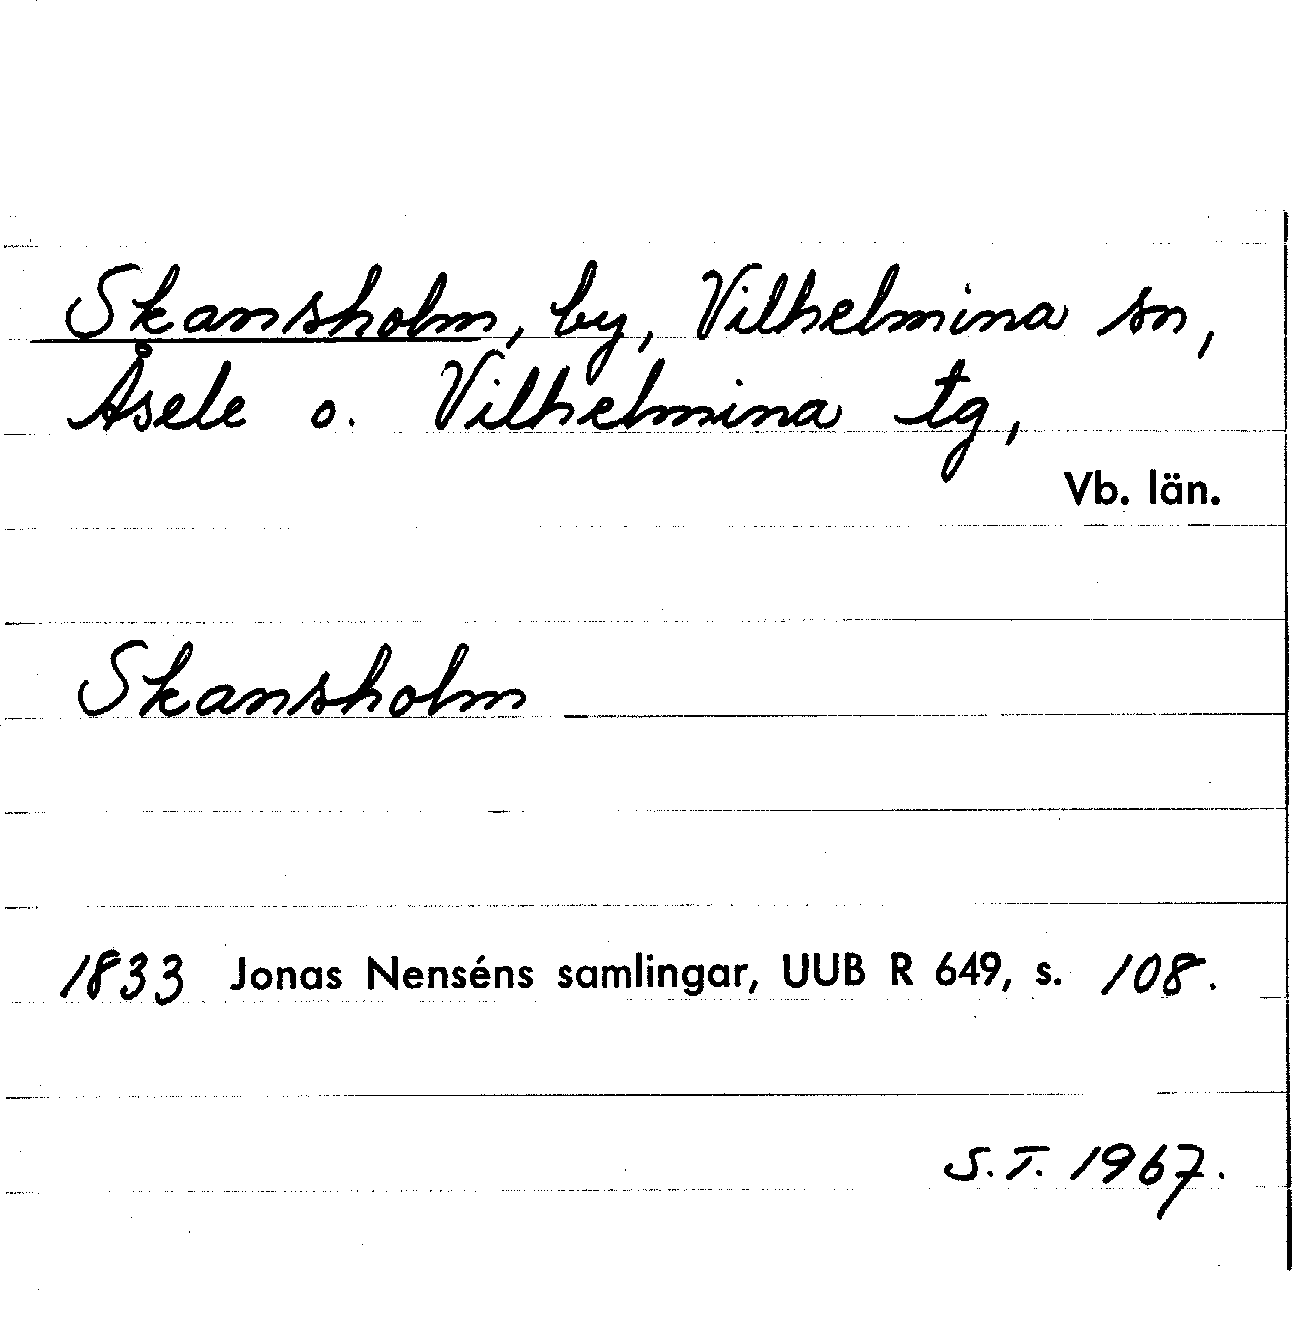 Skansholm, by, Vilhelmina sn,
Åsele o. Vilhelmina tg,
Vb. län.
Skansholm
1833 Jonas Nenséns samlingar, UUB R 649, s. 108.
S.T. 1967.